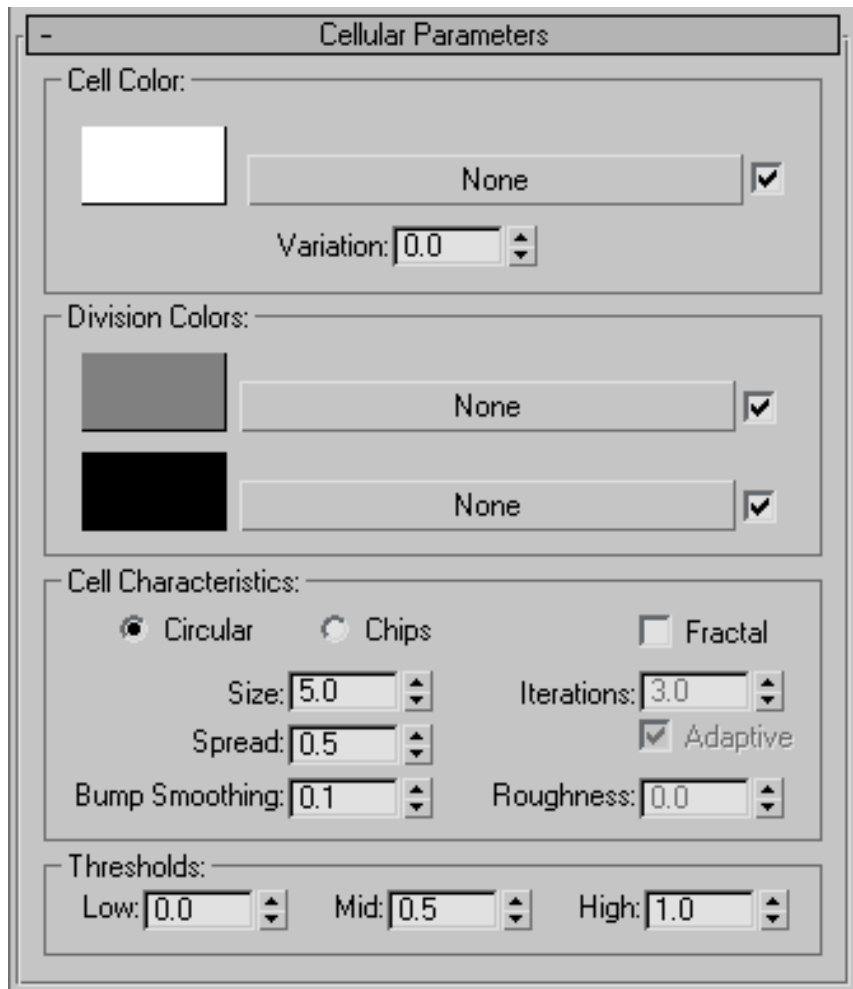 - Cellular Parameters
Cell Color:
None
Variation: 0.0
Division Colors:
None
None
Cell Characteristics:
Circular Chips Fractal
Size: 5.0 Iterations: 3.0
Spread: 0.5 Adaptive
Bump Smoothing: 0.1 Roughness: 0.0
Thresholds:
Low: 0.0 Mid: 0.5 High: 1.0